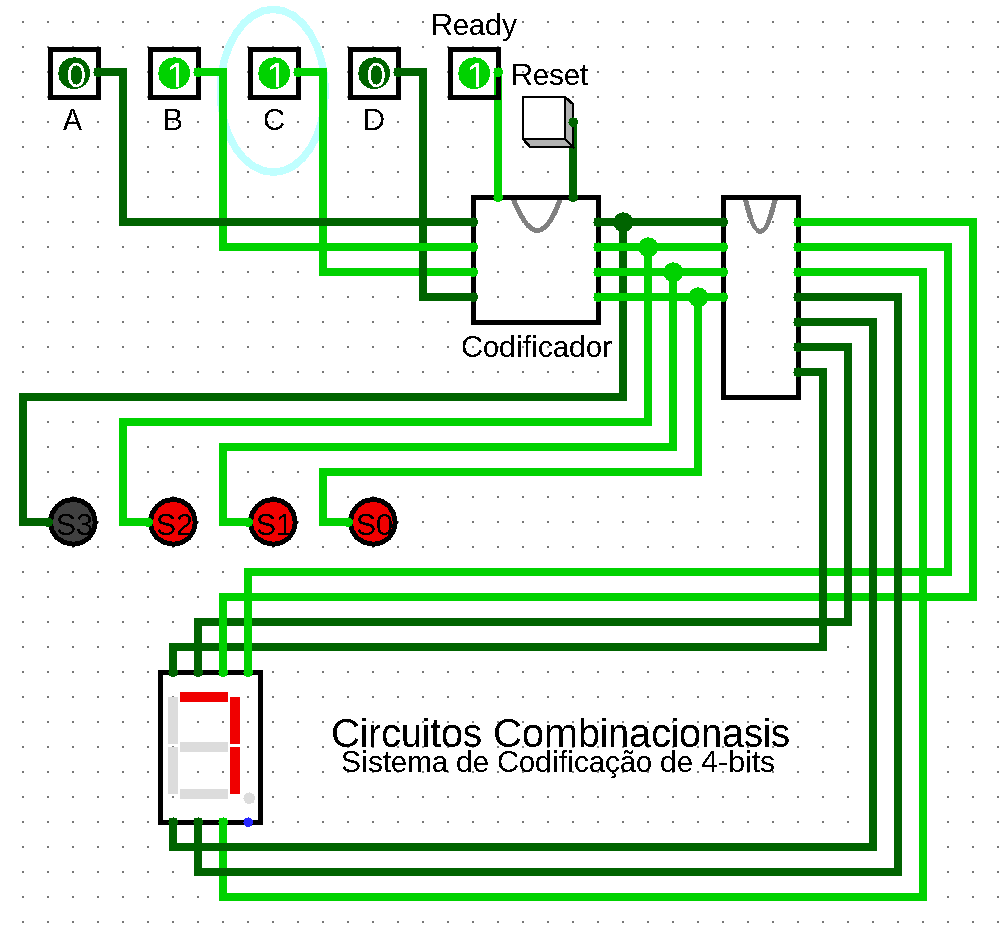 Ready
0 1 1 0 1
Reset
A B C D
Codificador
S3 S2 S1 S0
Circuitos Combinacionasis
Sistema de Codificação de 4-bits